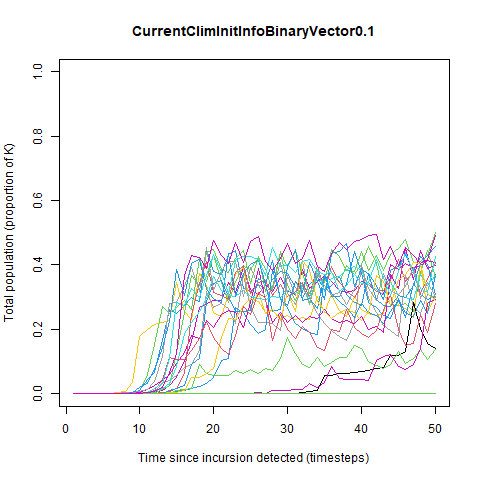 CurrentClimInitInfoBinaryVector0.1
Total population (proportion of K)
1.0
0.8
0.6
0.4
0.2
0.0
0 10 20 30 40 50
Time since incursion detected (timesteps)